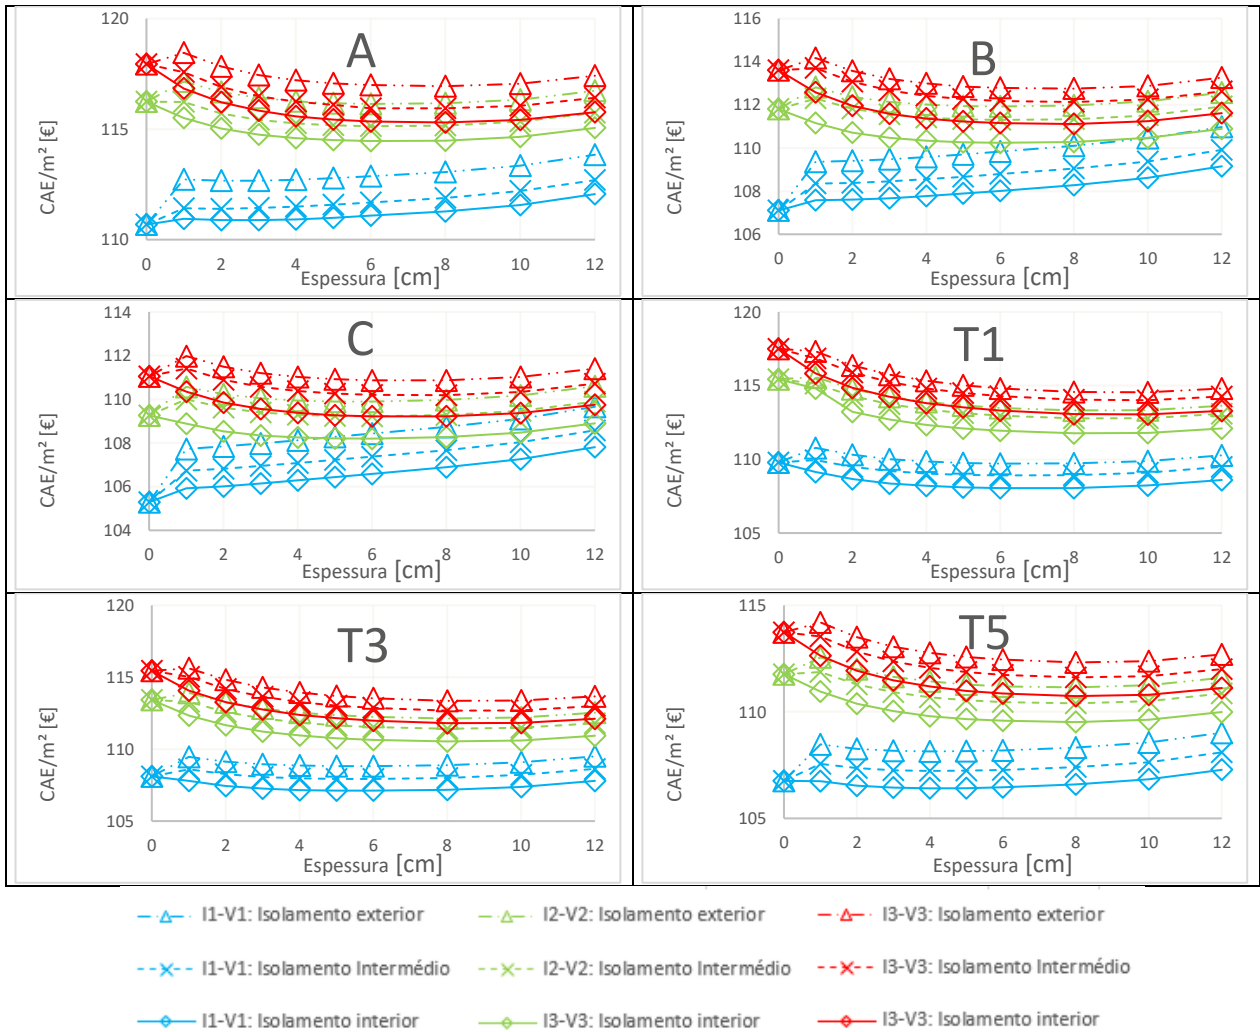 A
CAE/m² [€]
120
115
110
0 2 4 6 8 10 12
Espessura [cm]
B
CAE/m² [€]
116
114
112
110
108
106
0 2 4 6 8 10 12
Espessura [cm]
C
CAE/m² [€]
114
112
110
108
106
104
0 2 4 6 8 10 12
Espessura [cm]
T1
CAE/m² [€]
120
115
110
105
0 2 4 6 8 10 12
Espessura [cm]
T3
CAE/m² [€]
120
115
110
105
0 2 4 6 8 10 12
Espessura [cm]
T5
CAE/m² [€]
115
110
105
0 2 4 6 8 10 12
Espessura [cm]
I1-V1: Isolamento exterior I2-V2: Isolamento exterior I3-V3: Isolamento exterior
I1-V1: Isolamento Intermédio I2-V2: Isolamento Intermédio I3-V3: Isolamento Intermédio
I1-V1: Isolamento interior I3-V3: Isolamento interior I3-V3: Isolamento interior